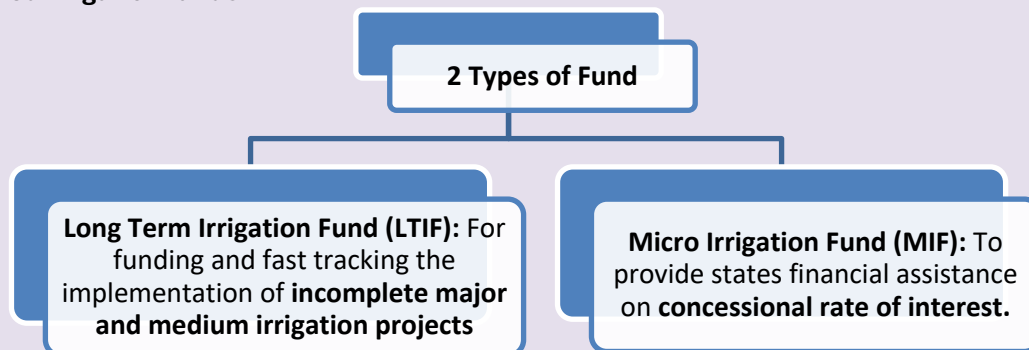 2 Types of Fund
Long Term Irrigation Fund (LTIF): For
funding and fast tracking the
implementation of incomplete major
and medium irrigation projects
Micro Irrigation Fund (MIF): To
provide states financial assistance
on concessional rate of interest.